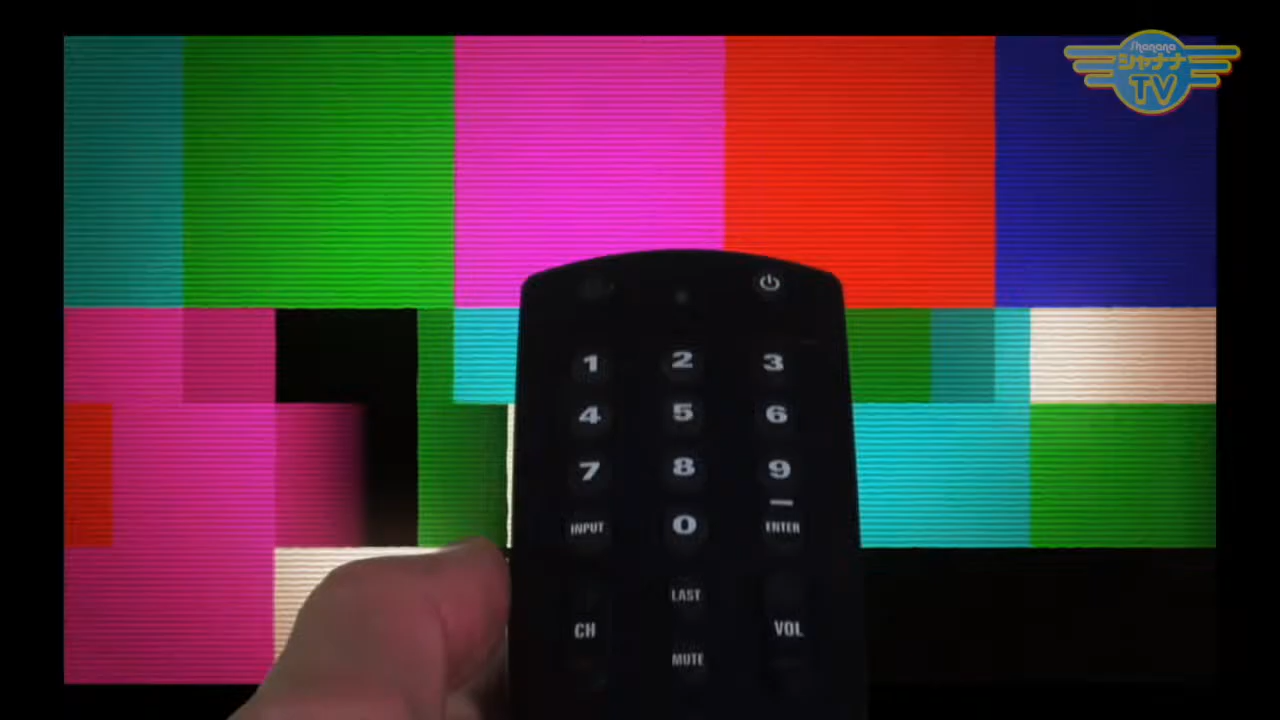 Shanana
シャナナ
TV
1 2 3
4 5 6
7 8 9
INPUT 0 ENTER
LAST
CH VOL
MUTE